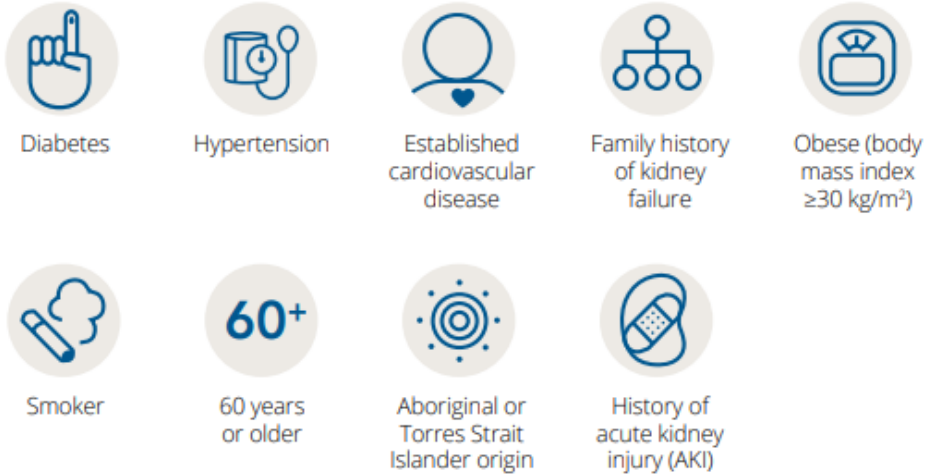 Diabetes
Hypertension
Established
cardiovascular
disease
Family history
of kidney
failure
Obese (body
mass index
≥30 kg/m²)
Smoker
60+
60 years
or older
Aboriginal or
Torres Strait
Islander origin
History of
acute kidney
injury (AKI)